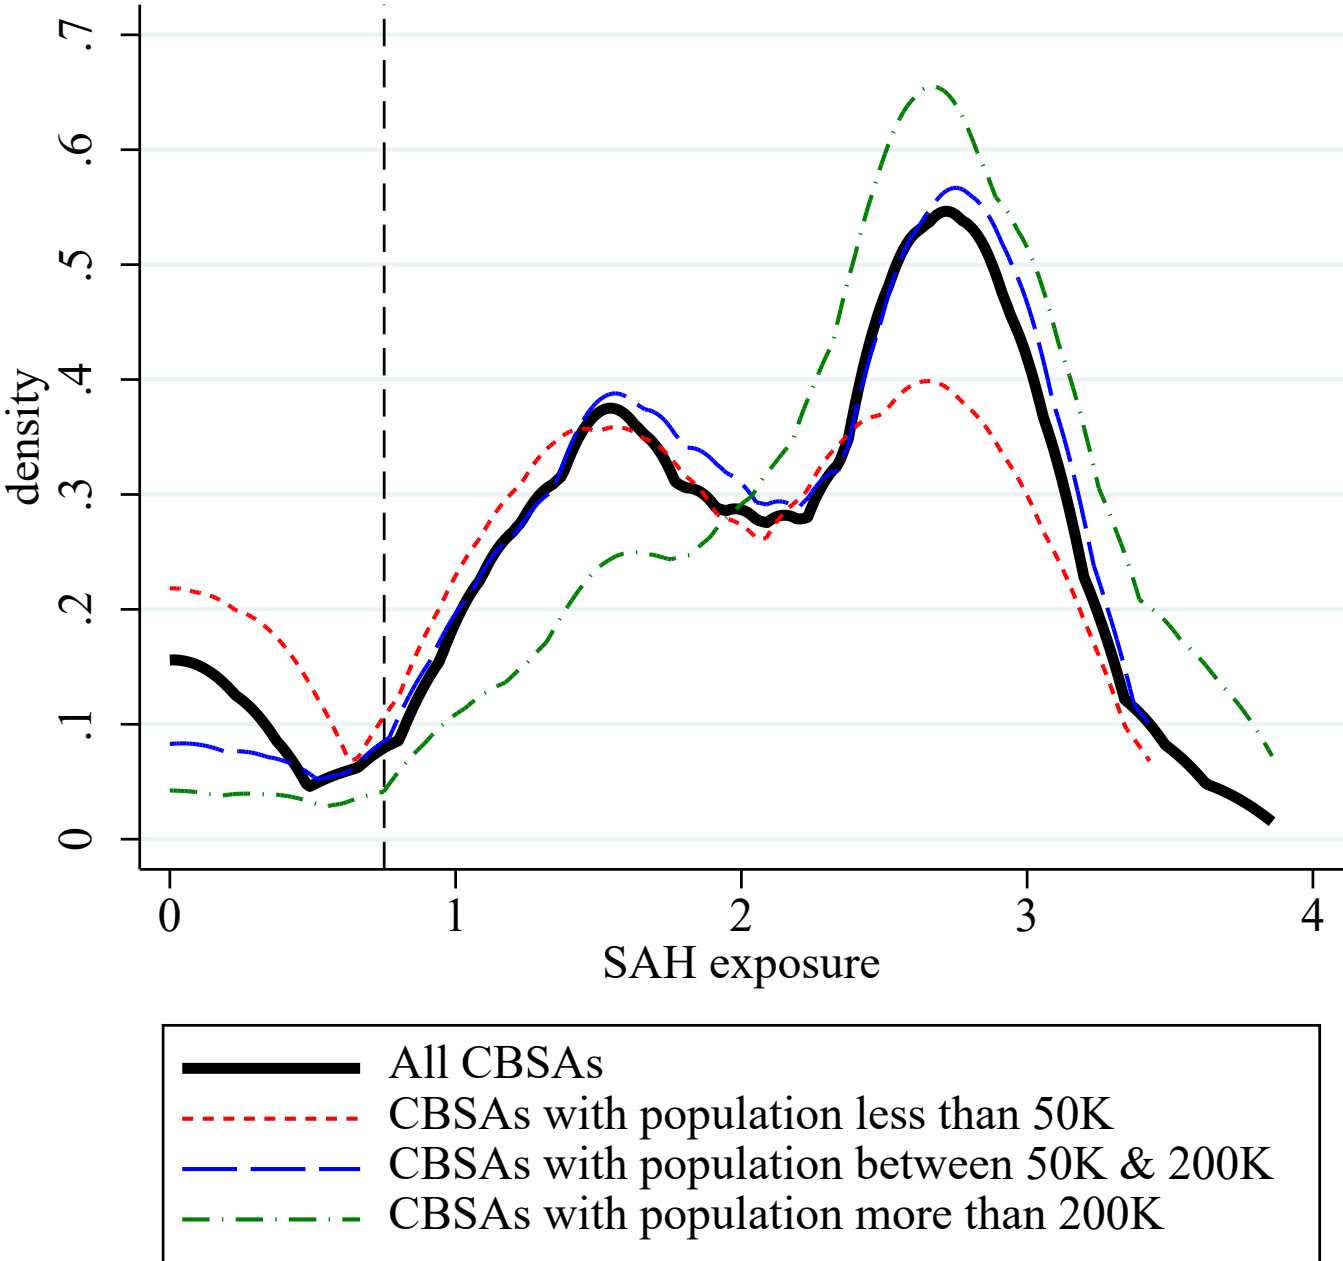 .7
.6
.5
.4
.3
.2
.1
0
density
0 1 2 3 4
SAH exposure
All CBSAs
CBSAs with population less than 50K
CBSAs with population between 50K & 200K
CBSAs with population more than 200K